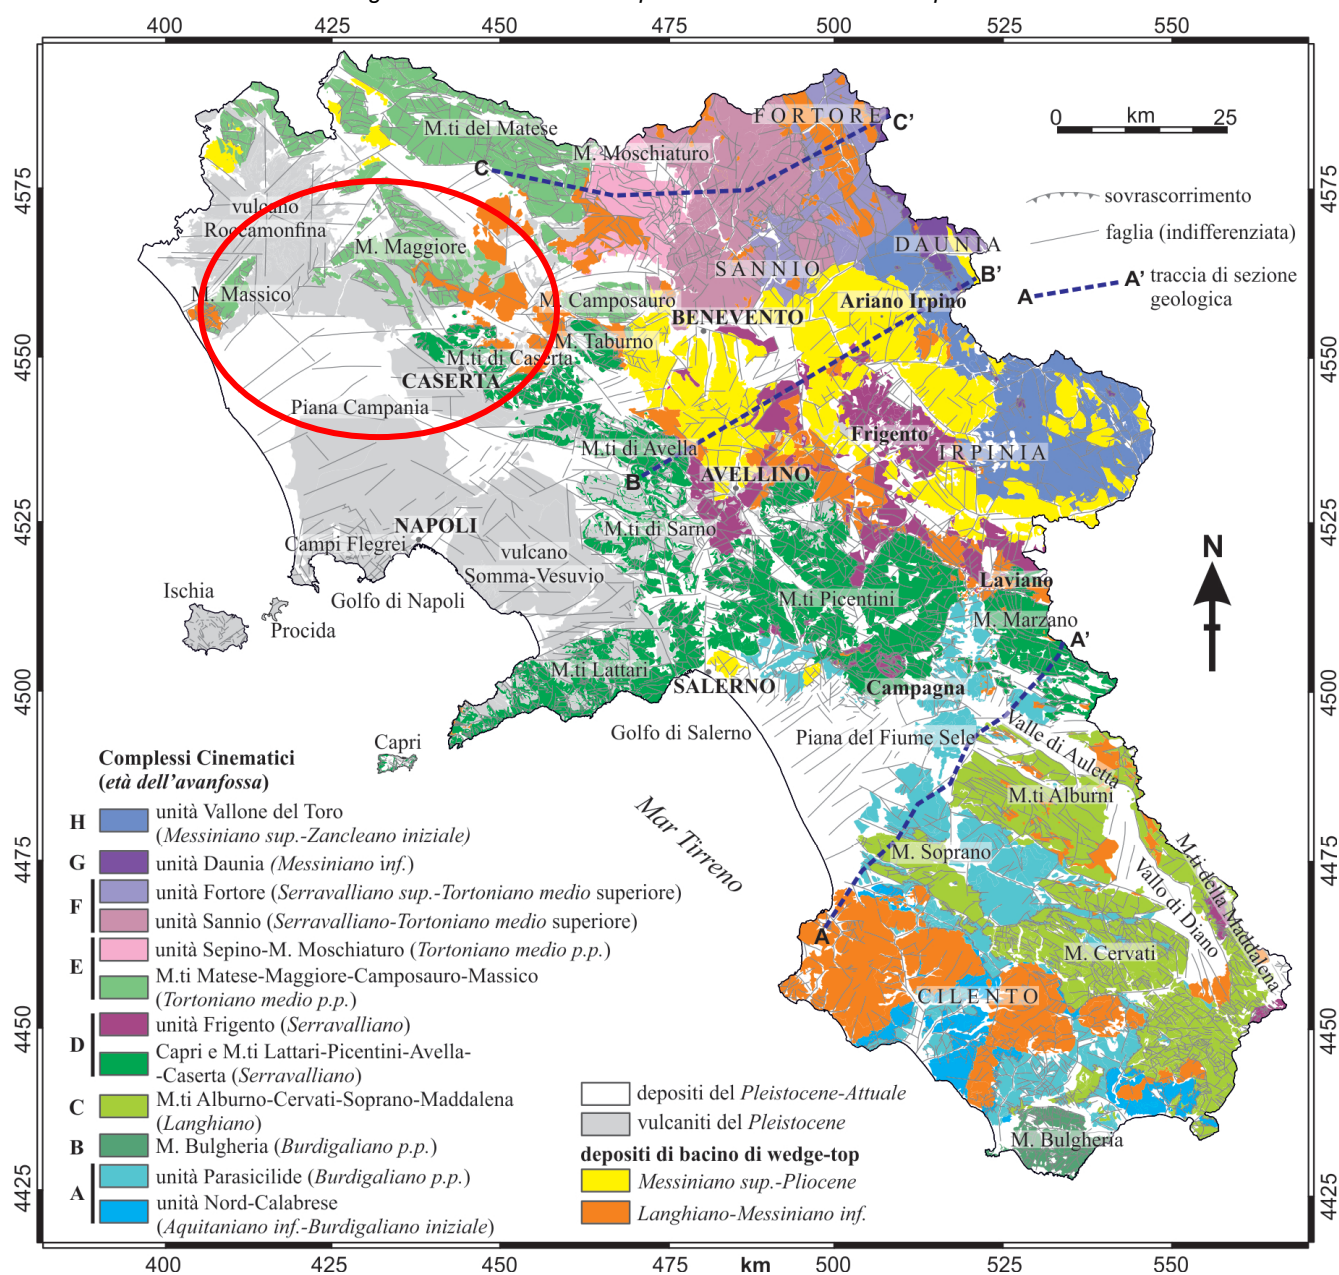 400 425 450 475 500 525 550
FORTORE
C'
0 km 25
M.ti del Matese
M. Moschiaturo
C
4575
4575
sovrascorrimento
vulcano
Roccamonfina
M. Maggiore
faglia (indifferenziata)
DAUNIA
SANNIO
B'
A A' traccia di sezione
geologica
M. Massico
M. Camposauro
Ariano Irpino
BENEVENTO
M. Taburno
4550
4550
M.ti di Caserta
CASERTA
Piana Campania
Frigento
M.ti di Avella
IRPINIA
B
AVELLINO
4525
4525
NAPOLI
M.ti di Sarno
Campi Flegrei
vulcano
Somma-Vesuvio
N
Laviano
Ischia
Golfo di Napoli
M.ti Picentini
Procida
M. Marzano
A'
M.ti Lattari
SALERNO
Campagna
4500
4500
Golfo di Salerno
Piana del Fiume Sele
Valle di Auletta
Capri
M.ti Alburni
Mar Tirreno
M. Soprano
4475
4475
M.ti della Maddalena
Vallo di Diano
A
M. Cervati
CILENTO
4450
4450
M. Bulgheria
4425
4425
Complessi Cinematici
(età dell'avanfossa)
H unità Vallone del Toro
(Messiniano sup.-Zancleano iniziale)
G unità Daunia (Messiniano inf.)
F unità Fortore (Serravalliano sup.-Tortoniano medio superiore)
unità Sannio (Serravalliano-Tortoniano medio superiore)
E unità Sepino-M. Moschiaturo (Tortoniano medio p.p.)
M.ti Matese-Maggiore-Camposauro-Massico
(Tortoniano medio p.p.)
D unità Frigento (Serravalliano)
Capri e M.ti Lattari-Picentini-Avella-
-Caserta (Serravalliano)
C M.ti Alburno-Cervati-Soprano-Maddalena
(Langhiano)
B M. Bulgheria (Burdigaliano p.p.)
A unità Parasicilide (Burdigaliano p.p.)
unità Nord-Calabrese
(Aquitaniano inf.-Burdigaliano iniziale)
depositi del Pleistocene-Attuale
vulcaniti del Pleistocene
depositi di bacino di wedge-top
Messiniano sup.-Pliocene
Langhiano-Messiniano inf.
400 425 450 475 km 500 525 550